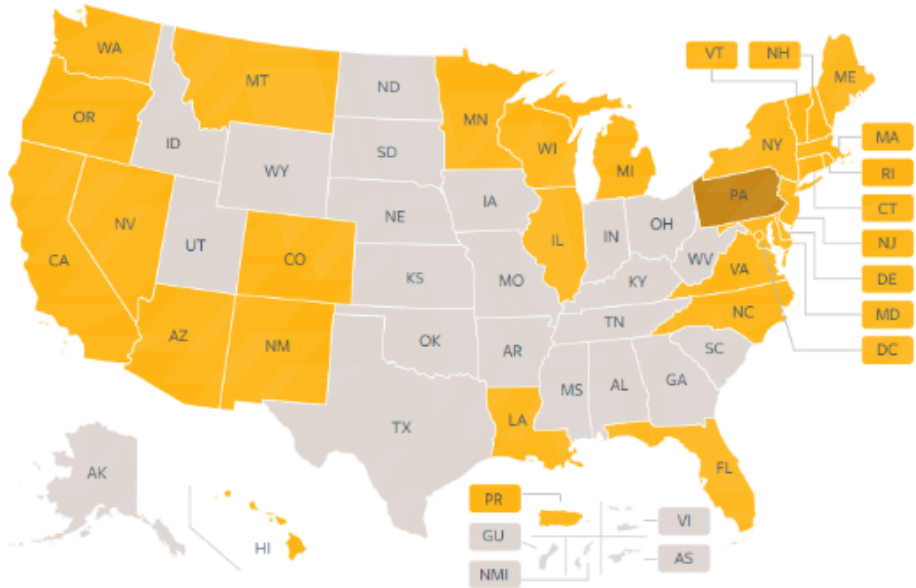 VT
NH
WA
MT
ME
ND
OR
MN
MA
ID
SD
WI
NY
WY
MI
RI
PA
IA
CT
NE
NV
OH
IL
IN
NJ
UT
CO
CA
WV
VA
KS
MO
DE
KY
NC
MD
TN
AZ
OK
NM
AR
SC
DC
MS
AL
GA
LA
TX
FL
AK
PR
VI
GU
HI
AS
NMI